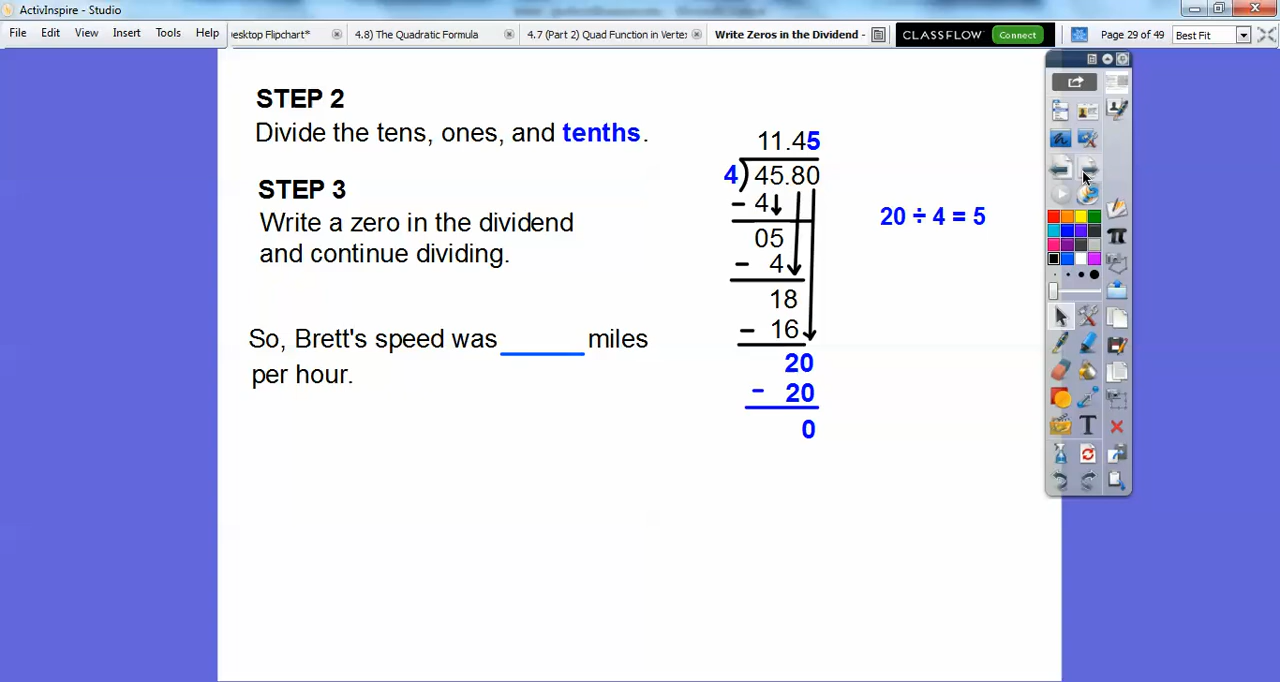 ActivInspire - Studio
File Edit View Insert Tools Help
esktop Flipchart* 4.8) The Quadratic Formula 4.7 (Part 2) Quad Function in Vertex Write Zeros in the Dividend - CLASSFLOW Connect Page 29 of 49 Best Fit
STEP 2
Divide the tens, ones, and tenths.
STEP 3
Write a zero in the dividend
and continue dividing.
So, Brett's speed was ______ miles
per hour.
11.45
4)45.80
- 4
05
- 4
18
- 16
20
- 20
0
20 ÷ 4 = 5